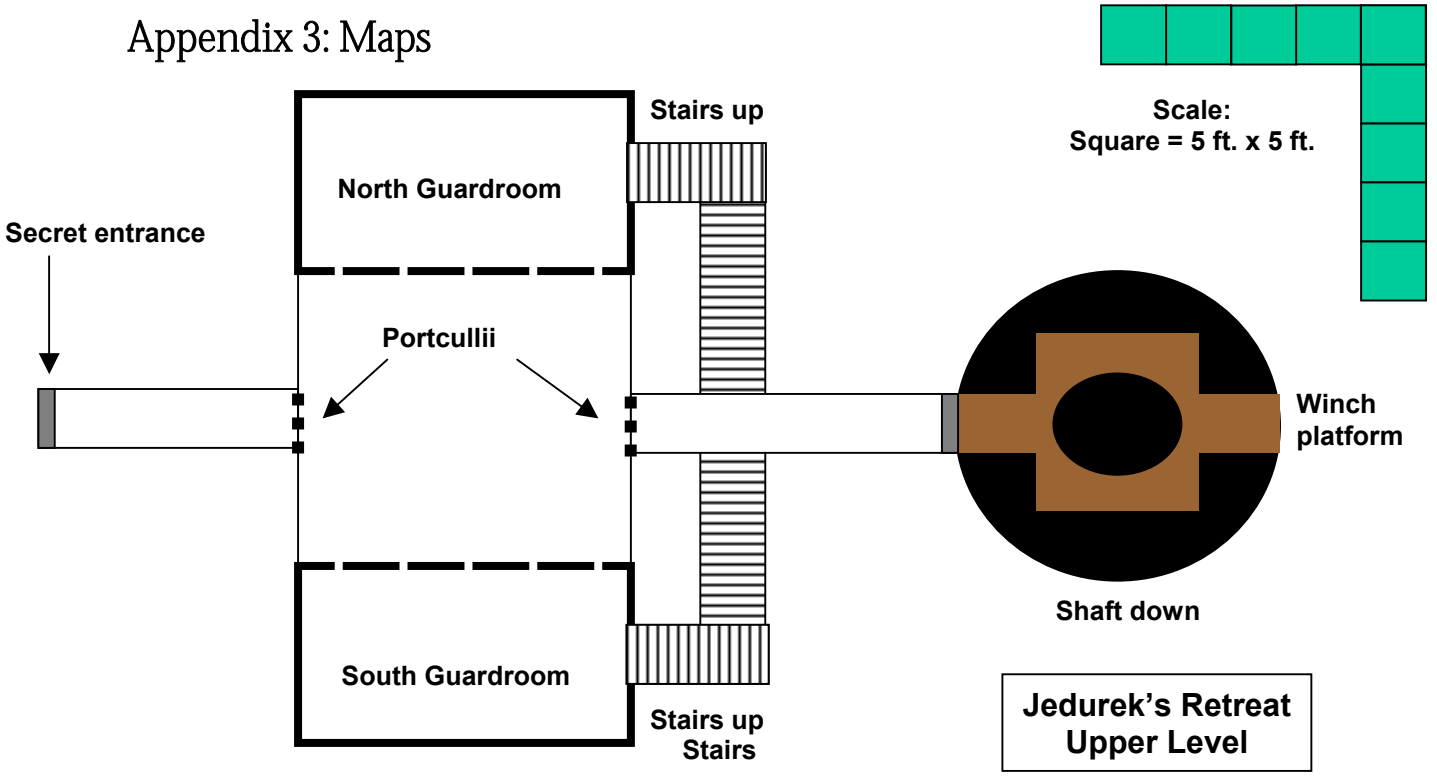 Appendix 3: Maps
Stairs up
Scale:
Square = 5 ft. x 5 ft.
North Guardroom
Secret entrance
Portcullii
Winch
platform
Shaft down
South Guardroom
Stairs up
Stairs
Jedurek’s Retreat
Upper Level